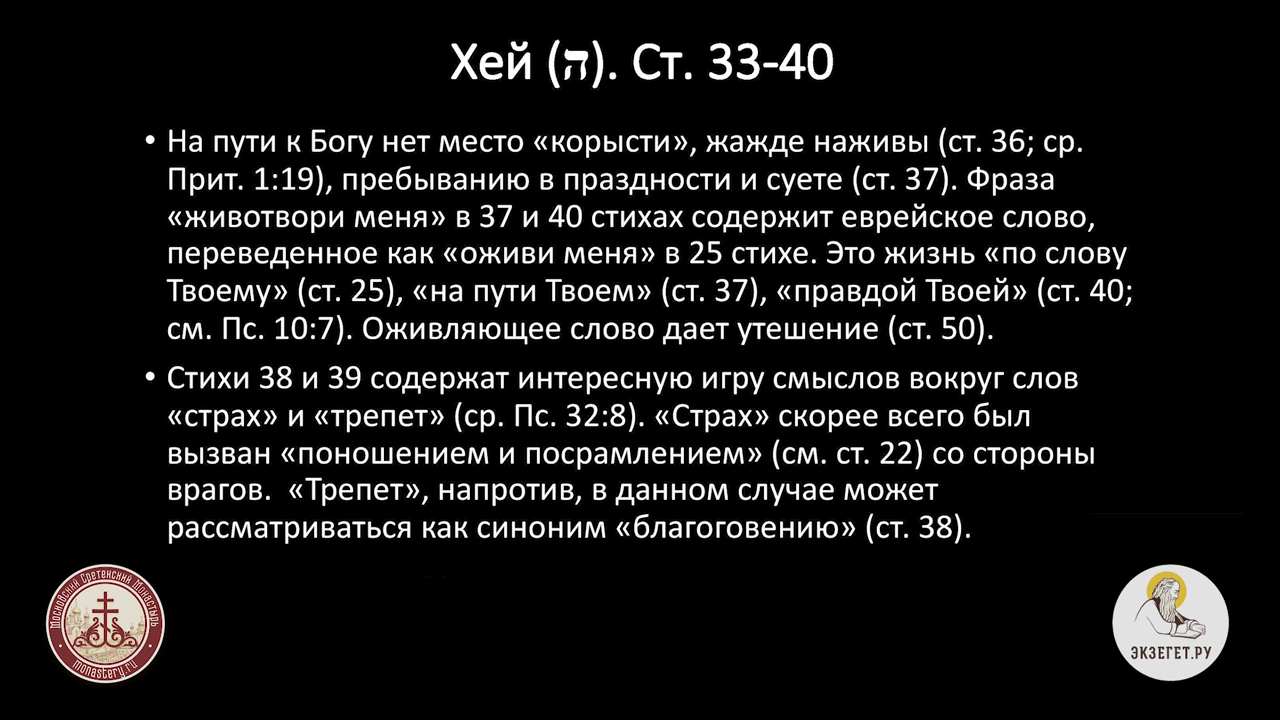 Хей (ה). Ст. 33-40
• На пути к Богу нет место «корысти», жажде наживы (ст. 36; ср.
Прит. 1:19), пребыванию в праздности и суете (ст. 37). Фраза
«животвори меня» в 37 и 40 стихах содержит еврейское слово,
переведенное как «оживи меня» в 25 стихе. Это жизнь «по слову
Твоему» (ст. 25), «на пути Твоем» (ст. 37), «правдой Твоей» (ст. 40;
см. Пс. 10:7). Оживляющее слово дает утешение (ст. 50).
• Стихи 38 и 39 содержат интересную игру смыслов вокруг слов
«страх» и «трепет» (ср. Пс. 32:8). «Страх» скорее всего был
вызван «поношением и посрамлением» (см. ст. 22) со стороны
врагов.  «Трепет», напротив, в данном случае может
рассматриваться как синоним «благоговению» (ст. 38).
Московский Сретенский Монастырь
monastery.ru
ЭКЗЕГЕТ.РУ